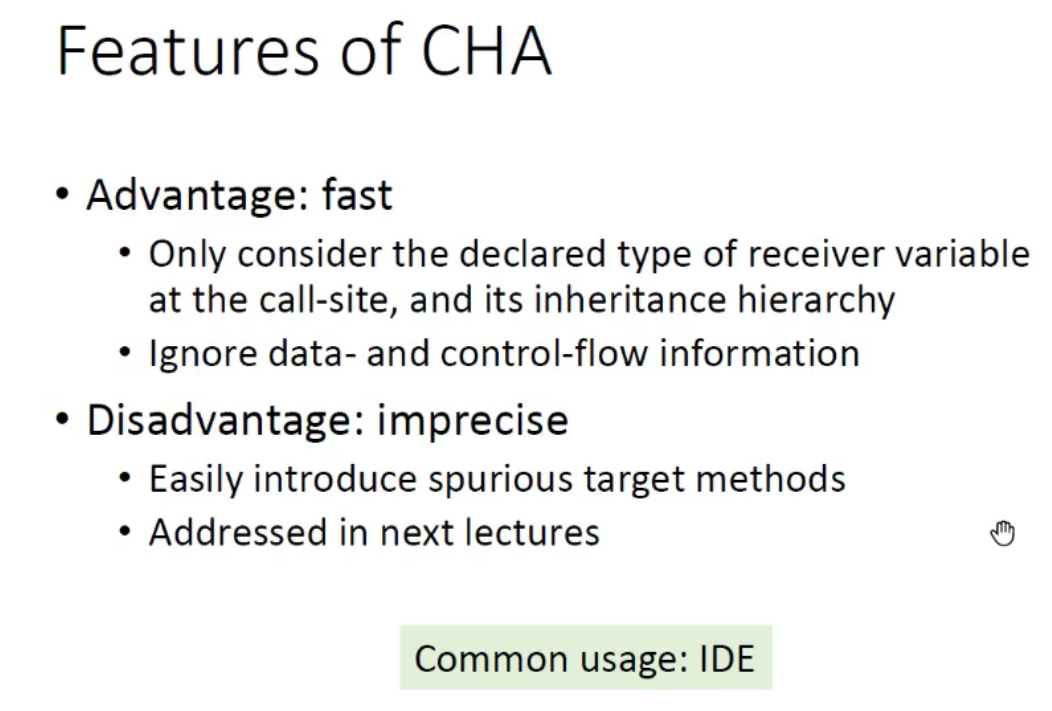 Features of CHA
• Advantage: fast
• Only consider the declared type of receiver variable
at the call-site, and its inheritance hierarchy
• Ignore data- and control-flow information
• Disadvantage: imprecise
• Easily introduce spurious target methods
• Addressed in next lectures
Common usage: IDE